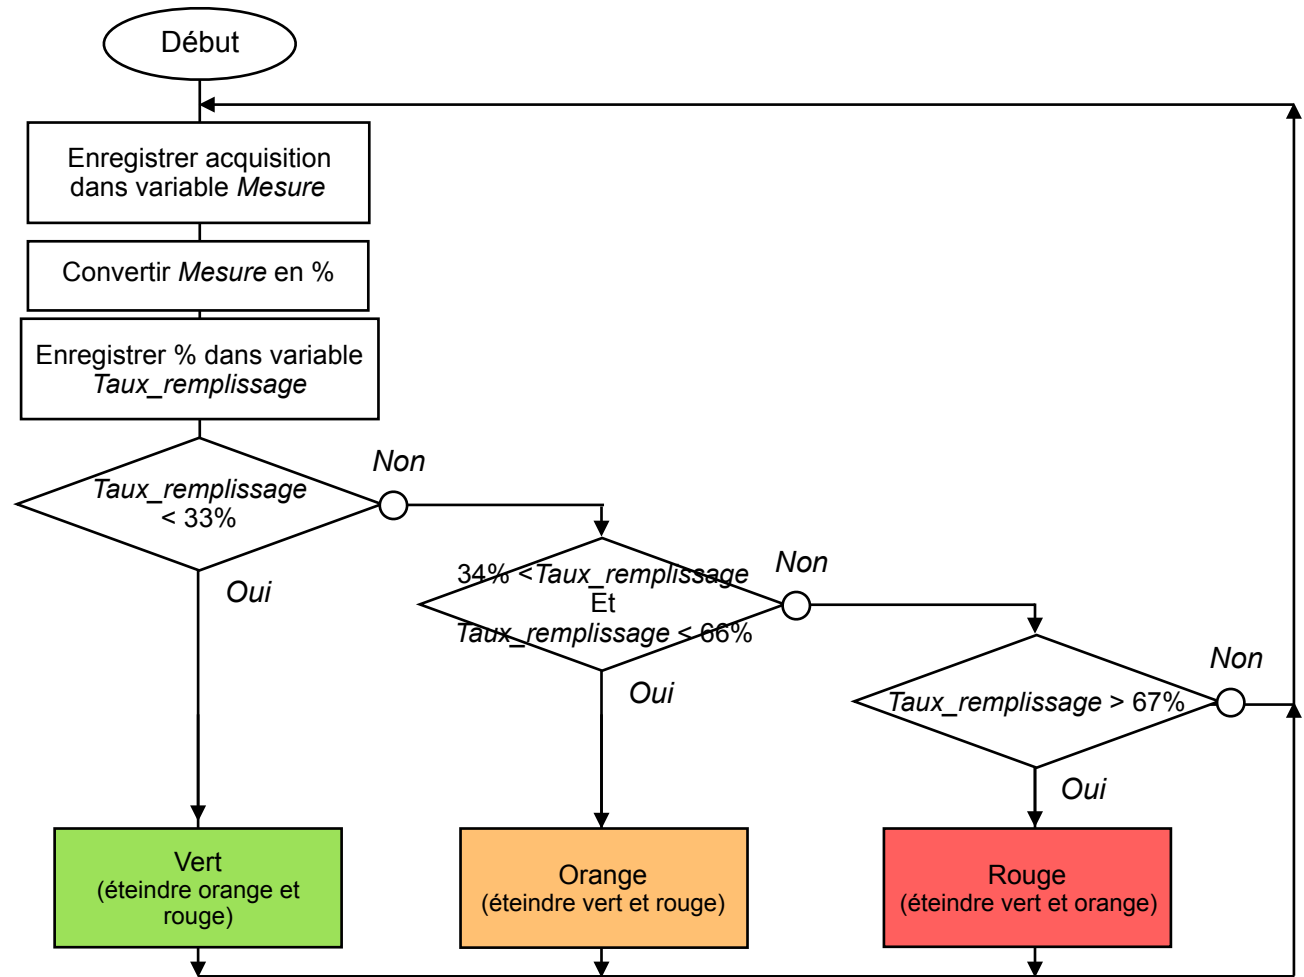 Début
Enregistrer acquisition
dans variable Mesure
Convertir Mesure en %
Enregistrer % dans variable
Taux_remplissage
Taux_remplissage
< 33%
Non
Oui
34% <Taux_remplissage
Et
Taux_remplissage < 66%
Non
Oui
Taux_remplissage > 67%
Non
Oui
Vert
(éteindre orange et
rouge)
Orange
(éteindre vert et rouge)
Rouge
(éteindre vert et orange)